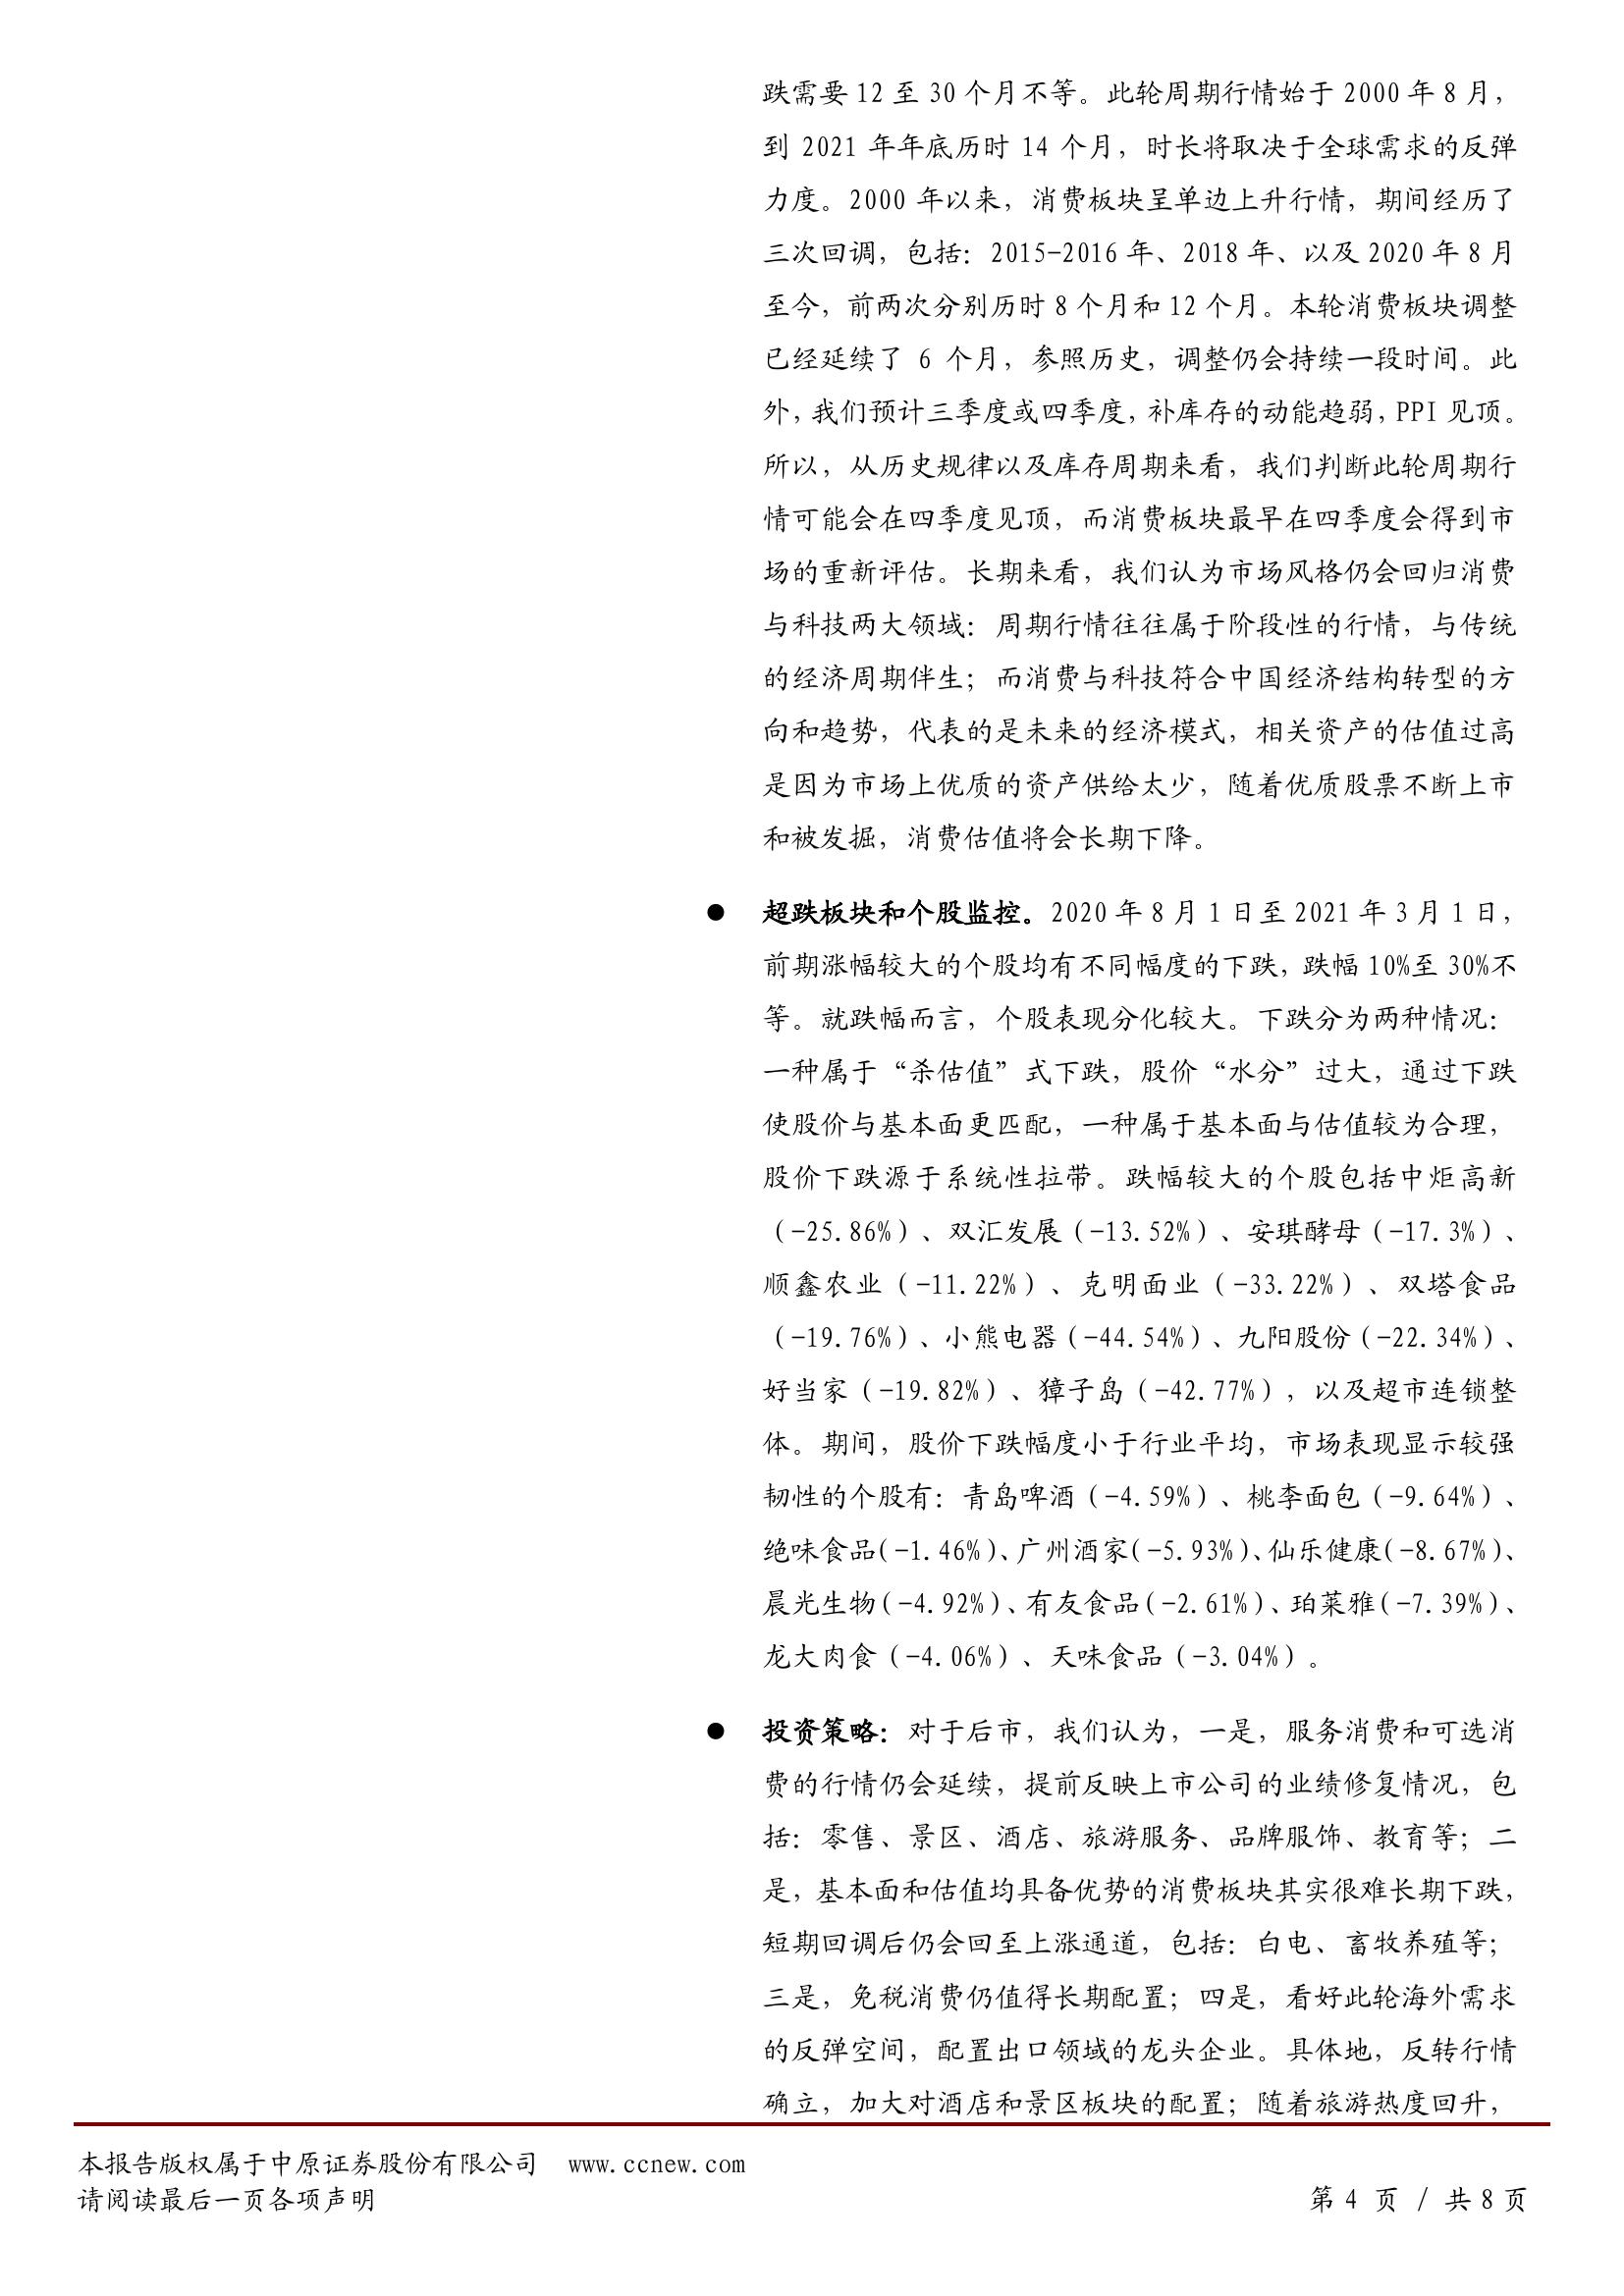 跌需要 12 至 30 个月不等。此轮周期行情始于 2000 年 8 月，
到 2021 年年底历时 14 个月，时长将取决于全球需求的反弹
力度。2000 年以来，消费板块呈单边上升行情，期间经历了
三次回调，包括：2015-2016 年、2018 年、以及 2020 年 8 月
至今，前两次分别历时 8 个月和 12 个月。本轮消费板块调整
已经延续了 6 个月，参照历史，调整仍会持续一段时间。此
外，我们预计三季度或四季度，补库存的动能趋弱，PPI 见顶。
所以，从历史规律以及库存周期来看，我们判断此轮周期行
情可能会在四季度见顶，而消费板块最早在四季度会得到市
场的重新评估。长期来看，我们认为市场风格仍会回归消费
与科技两大领域：周期行情往往属于阶段性的行情，与传统
的经济周期伴生；而消费与科技符合中国经济结构转型的方
向和趋势，代表的是未来的经济模式，相关资产的估值过高
是因为市场上优质的资产供给太少，随着优质股票不断上市
和被发掘，消费估值将会长期下降。
● 超跌板块和个股监控。2020 年 8 月 1 日至 2021 年 3 月 1 日，
前期涨幅较大的个股均有不同幅度的下跌，跌幅 10%至 30%不
等。就跌幅而言，个股表现分化较大。下跌分为两种情况：
一种属于“杀估值”式下跌，股价“水分”过大，通过下跌
使股价与基本面更匹配，一种属于基本面与估值较为合理，
股价下跌源于系统性拉带。跌幅较大的个股包括中炬高新
（-25.86%）、双汇发展（-13.52%）、安琪酵母（-17.3%）、
顺鑫农业（-11.22%）、克明面业（-33.22%）、双塔食品
（-19.76%）、小熊电器（-44.54%）、九阳股份（-22.34%）、
好当家（-19.82%）、獐子岛（-42.77%），以及超市连锁整
体。期间，股价下跌幅度小于行业平均，市场表现显示较强
韧性的个股有：青岛啤酒（-4.59%）、桃李面包（-9.64%）、
绝味食品（-1.46%）、广州酒家（-5.93%）、仙乐健康（-8.67%）、
晨光生物（-4.92%）、有友食品（-2.61%）、珀莱雅（-7.39%）、
龙大肉食（-4.06%）、天味食品（-3.04%）。
● 投资策略：对于后市，我们认为，一是，服务消费和可选消
费的行情仍会延续，提前反映上市公司的业绩修复情况，包
括：零售、景区、酒店、旅游服务、品牌服饰、教育等；二
是，基本面和估值均具备优势的消费板块其实很难长期下跌，
短期回调后仍会回至上涨通道，包括：白电、畜牧养殖等；
三是，免税消费仍值得长期配置；四是，看好此轮海外需求
的反弹空间，配置出口领域的龙头企业。具体地，反转行情
确立，加大对酒店和景区板块的配置；随着旅游热度回升，
本报告版权属于中原证券股份有限公司 www.ccnew.com
请阅读最后一页各项声明
第 4 页 / 共 8 页